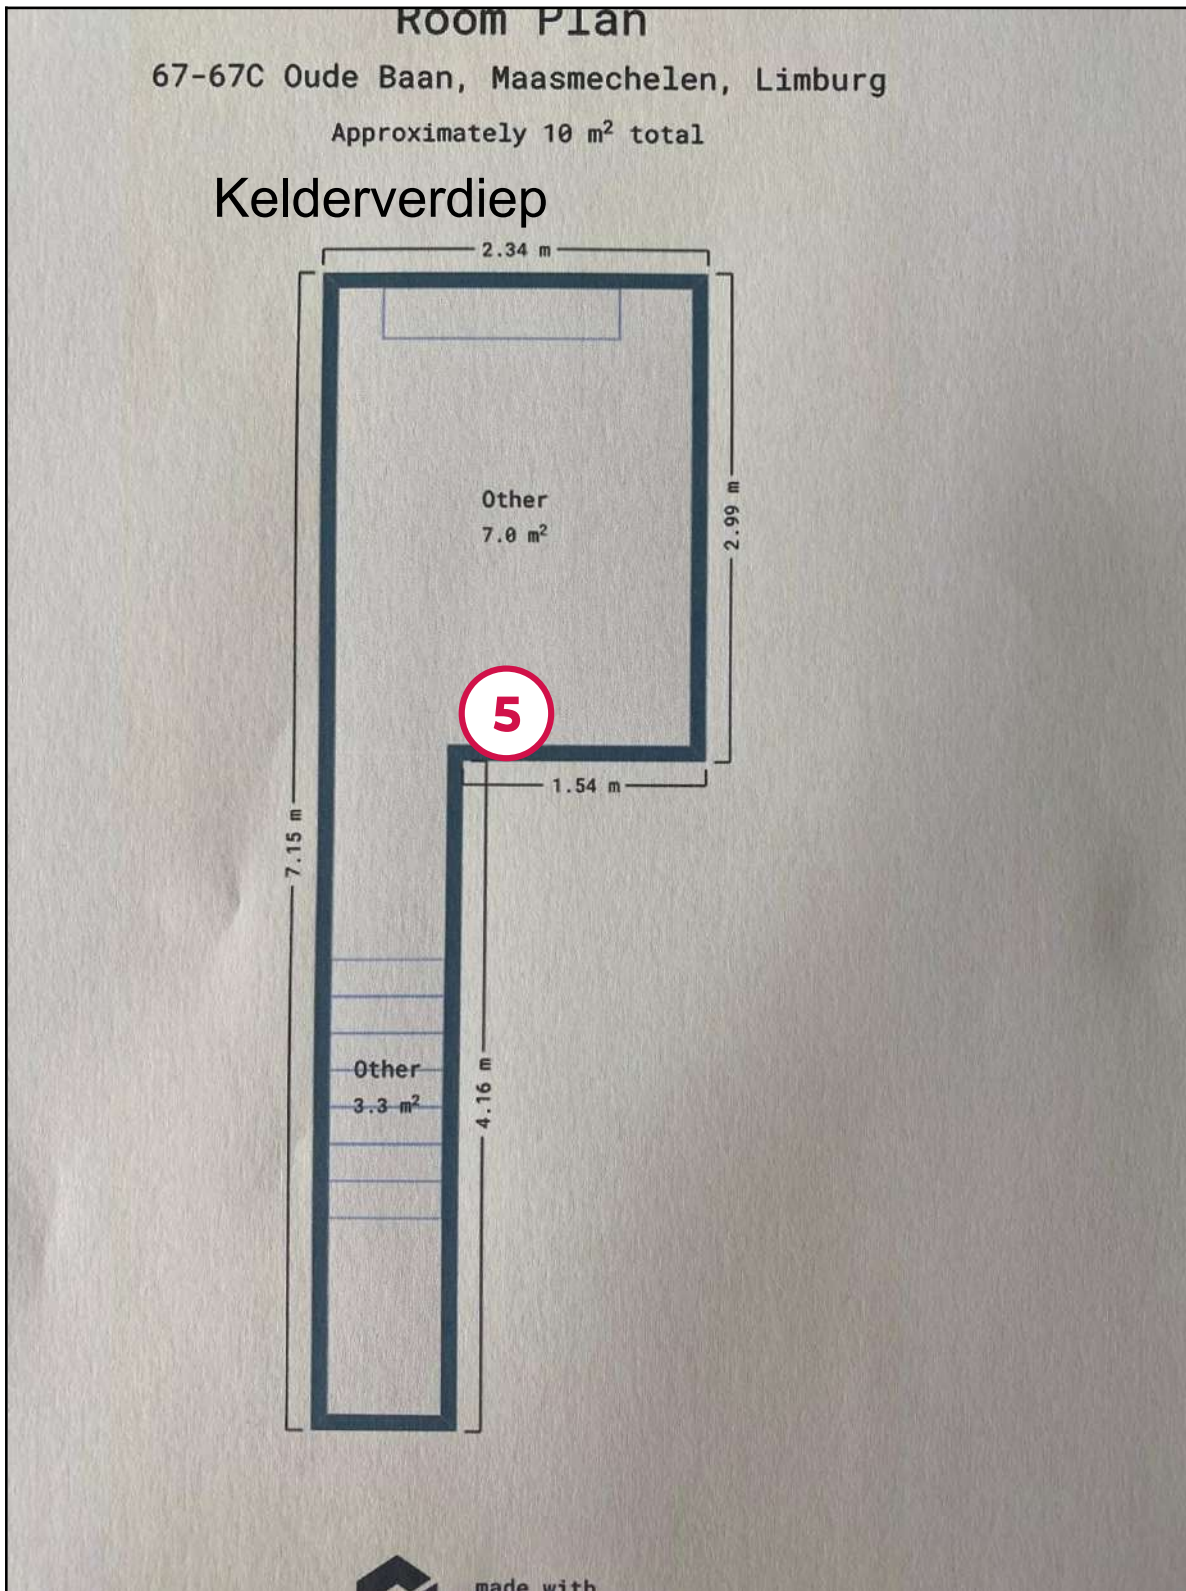 Room Plan
67-67C Oude Baan, Maasmechelen, Limburg
Approximately 10 m² total
Kelderverdiep
2.34 m
Other
7.0 m²
2.99 m
5
1.54 m
7.15 m
Other
3.3 m²
4.16 m
made with